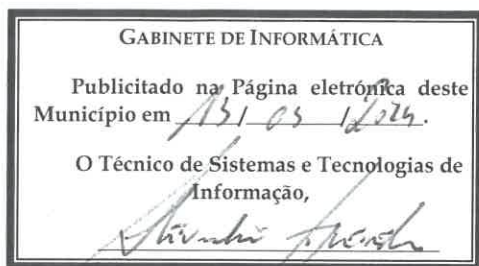 GABINETE DE INFORMÁTICA
Publicitado na Página eletrónica deste
Município em 13/ 03 /2024.
O Técnico de Sistemas e Tecnologias de
Informação,